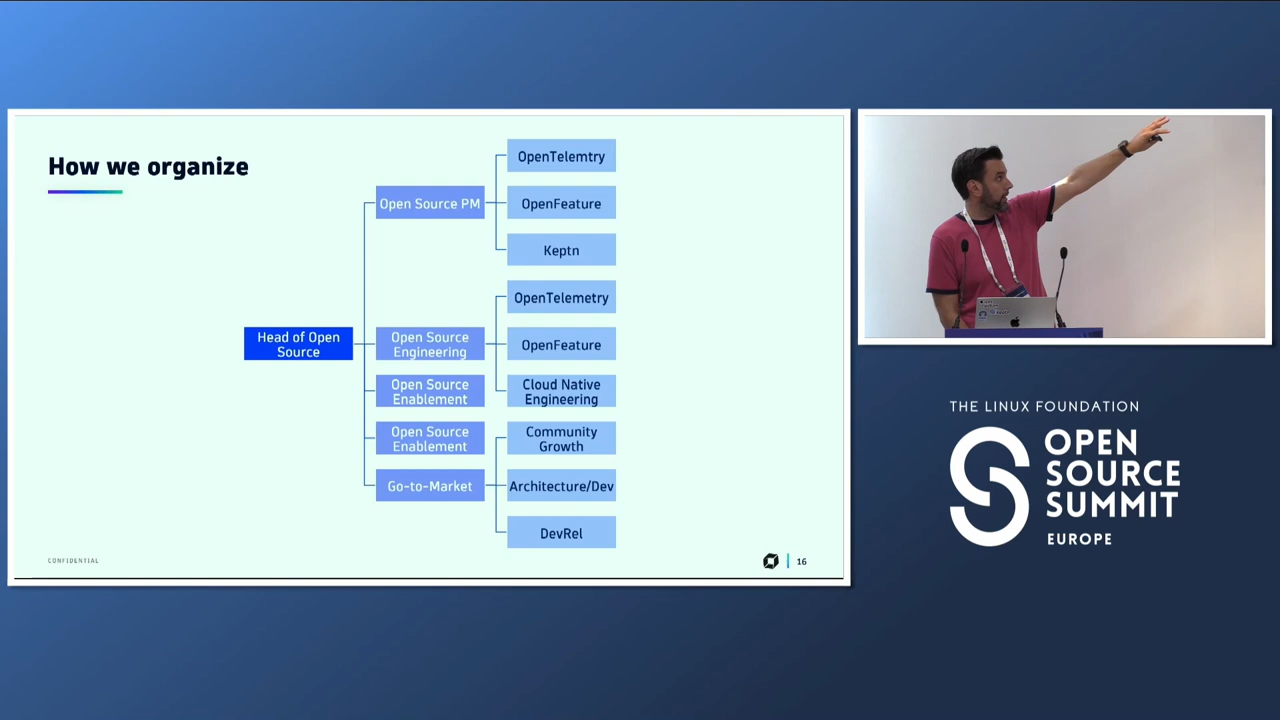 How we organize
OpenTelemtry
Open Source PM
OpenFeature
Keptn
OpenTelemetry
Head of Open
Source
Open Source
Engineering
OpenFeature
Open Source
Enablement
Cloud Native
Engineering
Open Source
Enablement
Community
Growth
Go-to-Market
Architecture/Dev
DevRel
CONFIDENTIAL
16
THE LINUX FOUNDATION
OPEN
SOURCE
SUMMIT
EUROPE